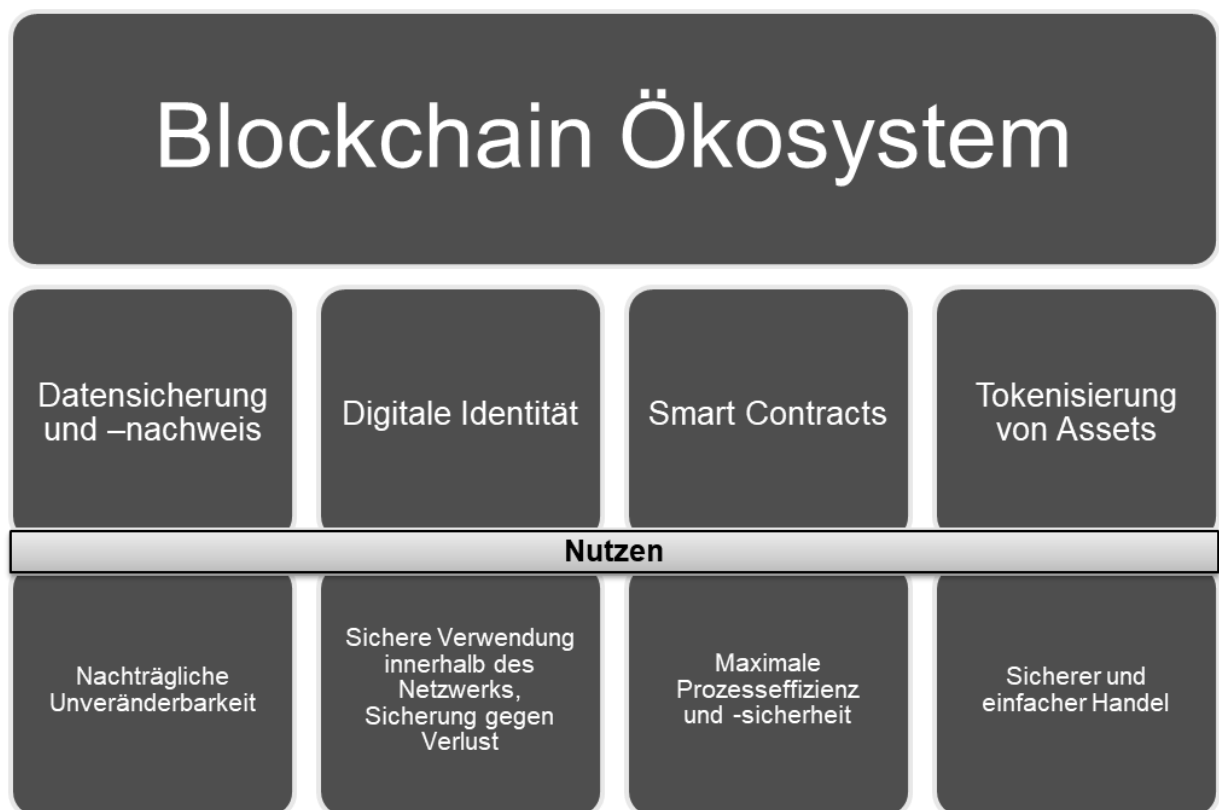 Blockchain Ökosystem
Datensicherung
und –nachweis
Digitale Identität
Smart Contracts
Tokenisierung
von Assets
Nutzen
Nachträgliche
Unveränderbarkeit
Sichere Verwendung
innerhalb des
Netzwerks,
Sicherung gegen
Verlust
Maximale
Prozesseffizienz
und -sicherheit
Sicherer und
einfacher Handel